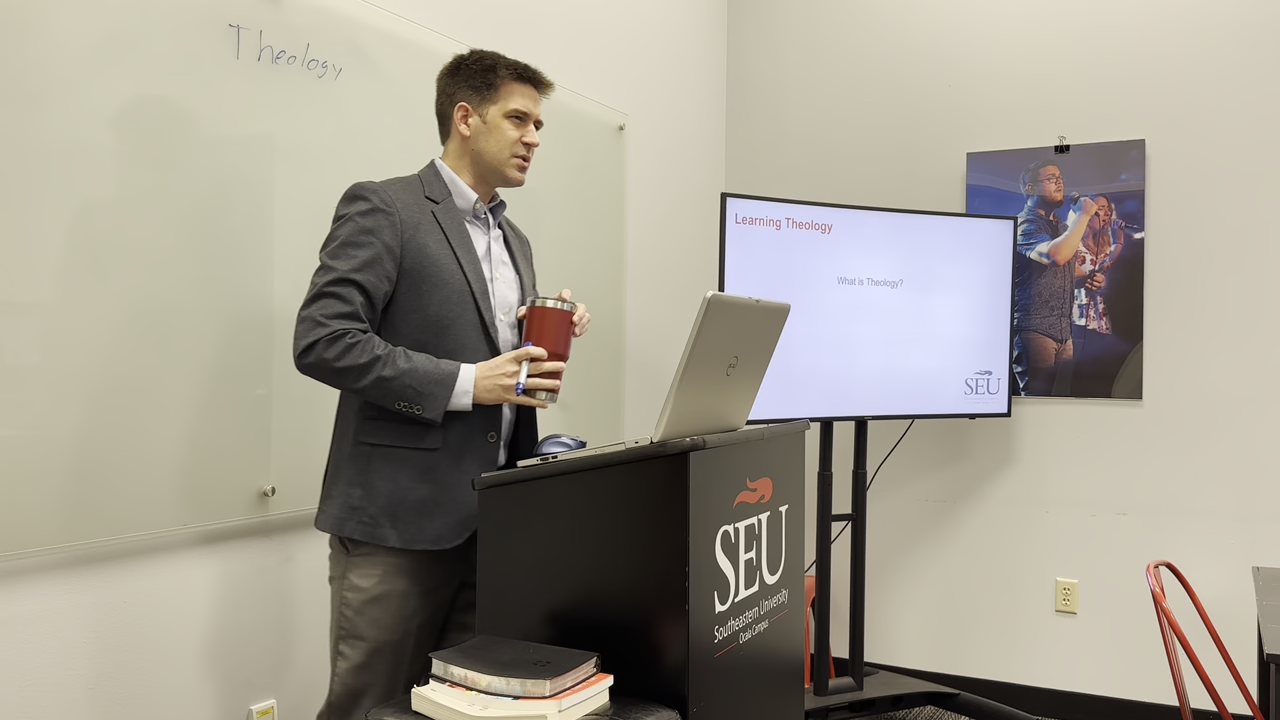 Theology
Learning Theology
What is Theology?
SEU
SEU
Southeastern University
Ocala Campus